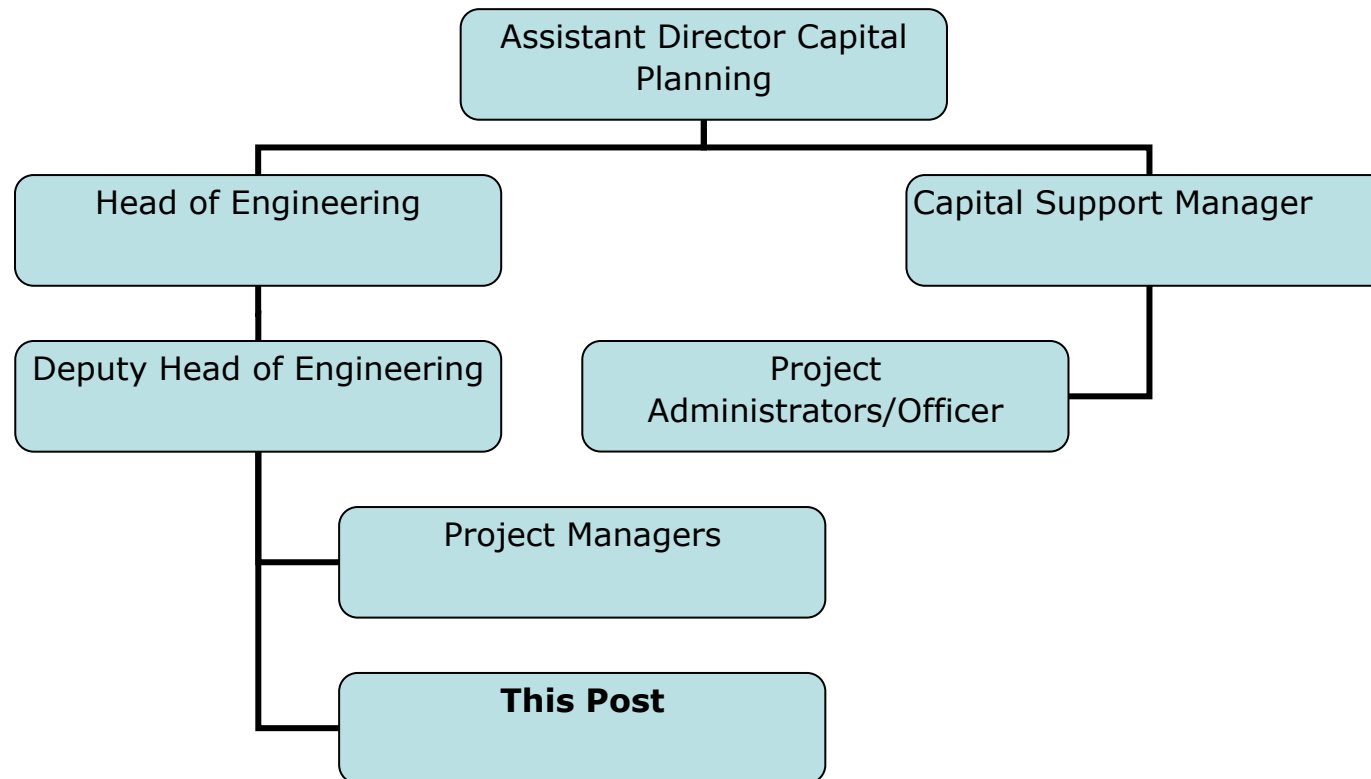 Assistant Director Capital
Planning
Head of Engineering
Capital Support Manager
Deputy Head of Engineering
Project
Administrators/Officer
Project Managers
This Post